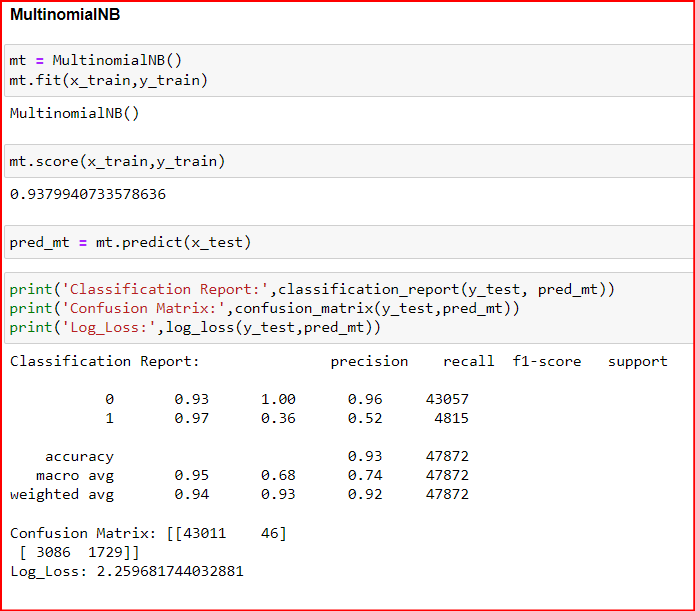 MultinomialNB
mt = MultinomialNB()
mt.fit(x_train,y_train)
MultinomialNB()
mt.score(x_train,y_train)
0.9379940733578636
pred_mt = mt.predict(x_test)
print('Classification Report:',classification_report(y_test, pred_mt))
print('Confusion Matrix:',confusion_matrix(y_test,pred_mt))
print('Log_Loss:',log_loss(y_test,pred_mt))
Classification Report:               precision    recall  f1-score   support
0       0.93      1.00      0.96     43057
1       0.97      0.36      0.52      4815
accuracy                           0.93     47872
macro avg       0.95      0.68      0.74     47872
weighted avg       0.94      0.93      0.92     47872
Confusion Matrix: [[43011    46]
[ 3086  1729]]
Log_Loss: 2.259681744032881